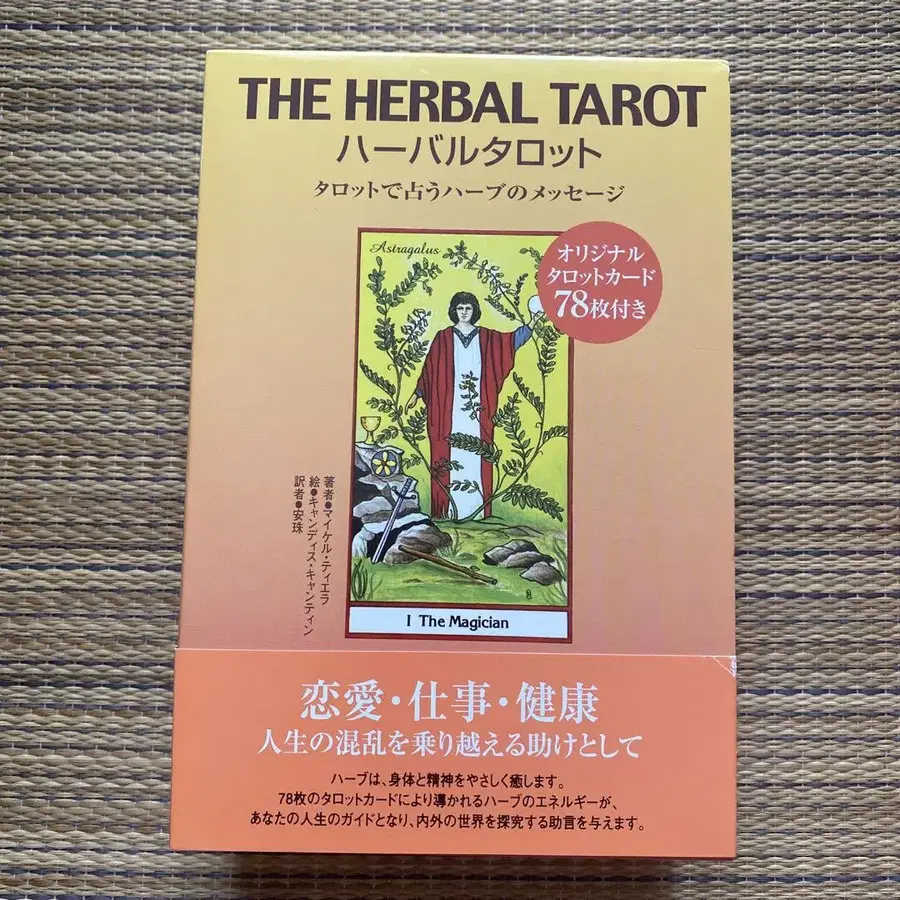 THE HERBAL TAROT
ハーバルタロット
タロットで占うハーブのメッセージ
オリジナル
タロットカード
78枚付き
Astragalus
著者●マイケル・ティエラ
絵●キャンディス・キャンティン
訳者●安珠
I The Magician
恋愛・仕事・健康
人生の混乱を乗り越える助けとして
ハーブは、身体と精神をやさしく癒します。
78枚のタロットカードにより導かれるハーブのエネルギーが、
あなたの人生のガイドとなり、内外の世界を探究する助言を与えます。